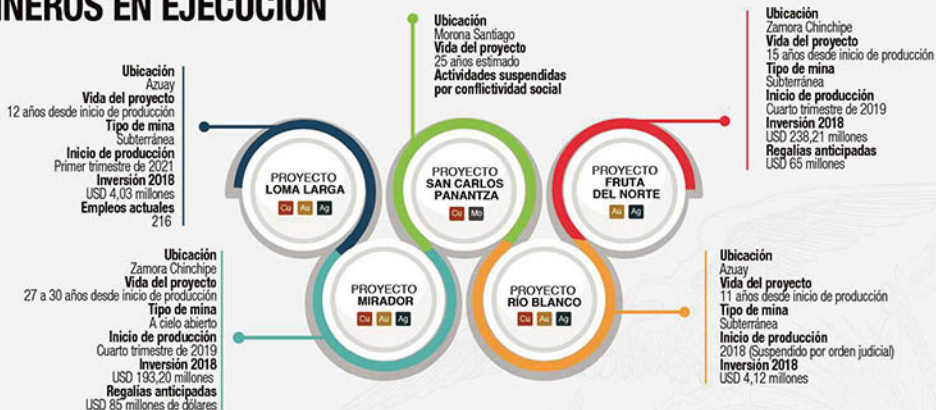 NEROS EN EJECUCIÓN
Ubicación
Azuay
Vida del proyecto
12 años desde inicio de producción
Tipo de mina
Subterránea
Inicio de producción
Primer trimestre de 2021
Inversión 2018
USD 4,03 millones
Empleos actuales
216
Ubicación
Morona Santiago
Vida del proyecto
25 años estimado
Actividades suspendidas
por conflictividad social
Ubicación
Zamora Chinchipe
Vida del proyecto
15 años desde inicio de producción
Tipo de mina
Subterránea
Inicio de producción
Cuarto trimestre de 2019
Inversión 2018
USD 238,21 millones
Regalías anticipadas
USD 65 millones
PROYECTO
LOMA LARGA
Cu Au Ag
PROYECTO
SAN CARLOS
PANANTZA
Cu Mo
PROYECTO
FRUTA
DEL NORTE
Au Ag
Ubicación
Zamora Chinchipe
Vida del proyecto
27 a 30 años desde inicio de producción
Tipo de mina
A cielo abierto
Inicio de producción
Cuarto trimestre de 2019
Inversión 2018
USD 193,20 millones
Regalías anticipadas
USD 85 millones de dólares
PROYECTO
MIRADOR
Cu Au Ag
PROYECTO
RÍO BLANCO
Cu Au Ag
Ubicación
Azuay
Vida del proyecto
11 años desde inicio de producción
Tipo de mina
Subterránea
Inicio de producción
2018 (Suspendido por orden judicial)
Inversión 2018
USD 4,12 millones